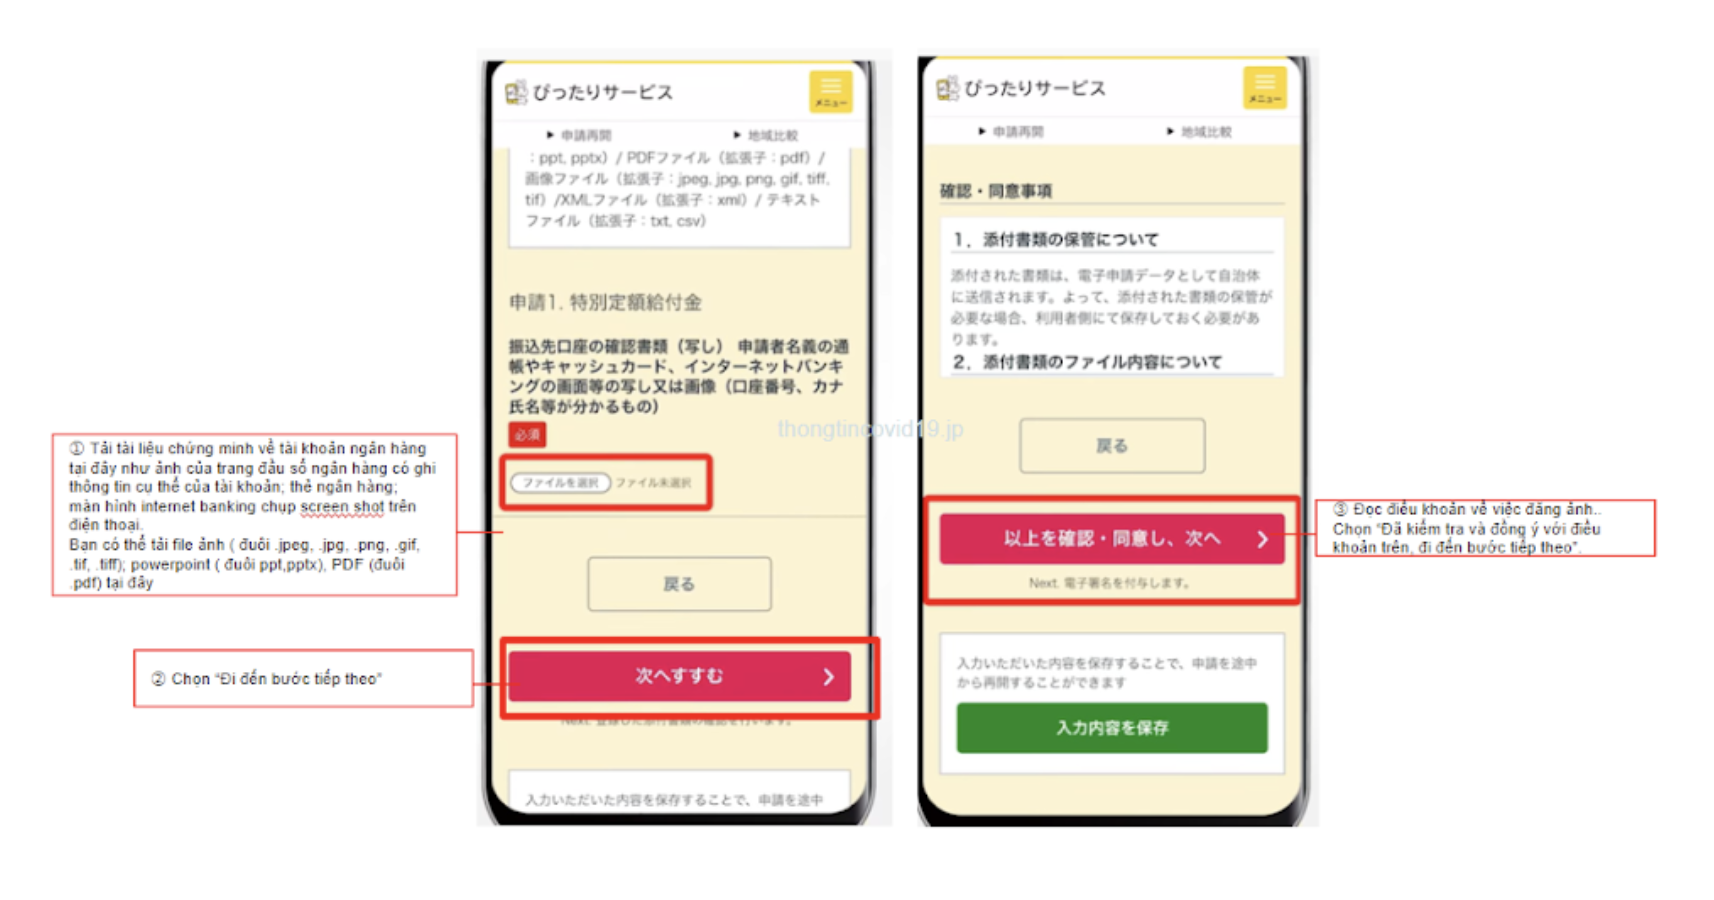 ① Tải tài liệu chứng minh về tài khoản ngân hàng
tại đây như ảnh của trang đầu sổ ngân hàng có ghi
thông tin cụ thể của tài khoản; thẻ ngân hàng;
màn hình internet banking chụp screen shot trên
điện thoại.
Bạn có thể tải file ảnh ( đuôi .jpeg, .jpg, .png, .gif,
.tif, .tiff); powerpoint ( đuôi ppt,pptx), PDF (đuôi
.pdf) tại đây
② Chọn “Đi đến bước tiếp theo”
ぴったりサービス
メニュー
▶ 申請再開
▶ 地域比較
：ppt, pptx）/ PDFファイル（拡張子：pdf）/
画像ファイル（拡張子：jpeg, jpg, png, gif, tiff,
tif）/XMLファイル（拡張子：xml）/ テキスト
ファイル（拡張子：txt, csv）
申請1. 特別定額給付金
振込先口座の確認書類（写し） 申請者名義の通
帳やキャッシュカード、インターネットバンキ
ングの画面等の写し又は画像（口座番号、カナ
氏名等が分かるもの）
必須
ファイルを選択 ファイル未選択
戻る
次へすすむ
Next. 登録した添付書類の確認を行います。
入力いただいた内容を保存することで、申請を途中
thongtincovid19.jp
ぴったりサービス
メニュー
▶ 申請再開
▶ 地域比較
確認・同意事項
1．添付書類の保管について
添付された書類は、電子申請データとして自治体
に送信されます。よって、添付された書類の保管が
必要な場合、利用者側にて保存しておく必要があ
ります。
2．添付書類のファイル内容について
戻る
以上を確認・同意し、次へ
Next. 電子署名を付与します。
入力いただいた内容を保存することで、申請を途中
から再開することができます
入力内容を保存
③ Đọc điều khoản về việc đăng ảnh..
Chọn “Đã kiểm tra và đồng ý với điều
khoản trên, đi đến bước tiếp theo”.